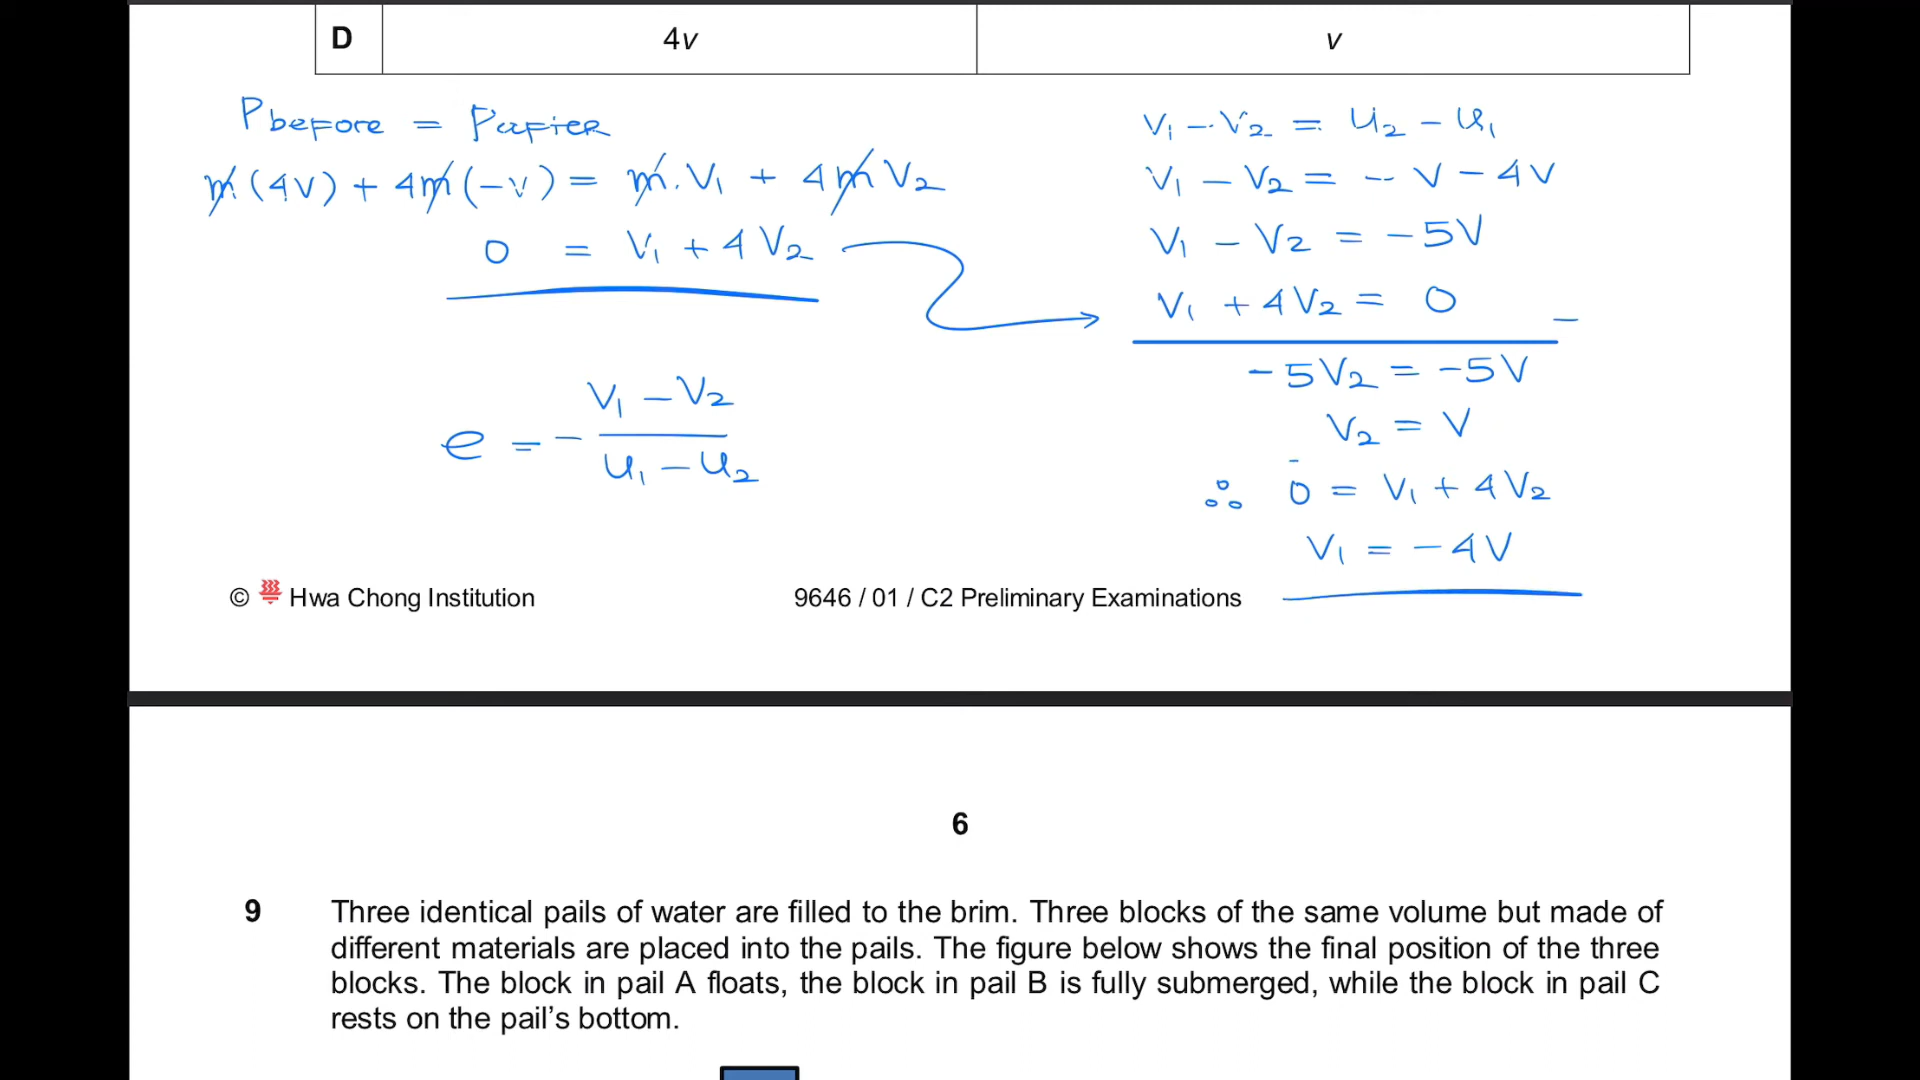 D 4v v
Pbefore = Pafter
m(4V) + 4m(-v) = m.V₁ + 4mV₂
0 = V₁ + 4V₂
e = - (V₁ - V₂) / (u₁ - u₂)
V₁ - V₂ = u₂ - u₁
V₁ - V₂ = - V - 4V
V₁ - V₂ = -5V
V₁ + 4V₂ = 0 -
-5V₂ = -5V
V₂ = V
∴ 0 = V₁ + 4V₂
V₁ = -4V
© Hwa Chong Institution 9646 / 01 / C2 Preliminary Examinations
6
9 Three identical pails of water are filled to the brim. Three blocks of the same volume but made of
different materials are placed into the pails. The figure below shows the final position of the three
blocks. The block in pail A floats, the block in pail B is fully submerged, while the block in pail C
rests on the pail’s bottom.